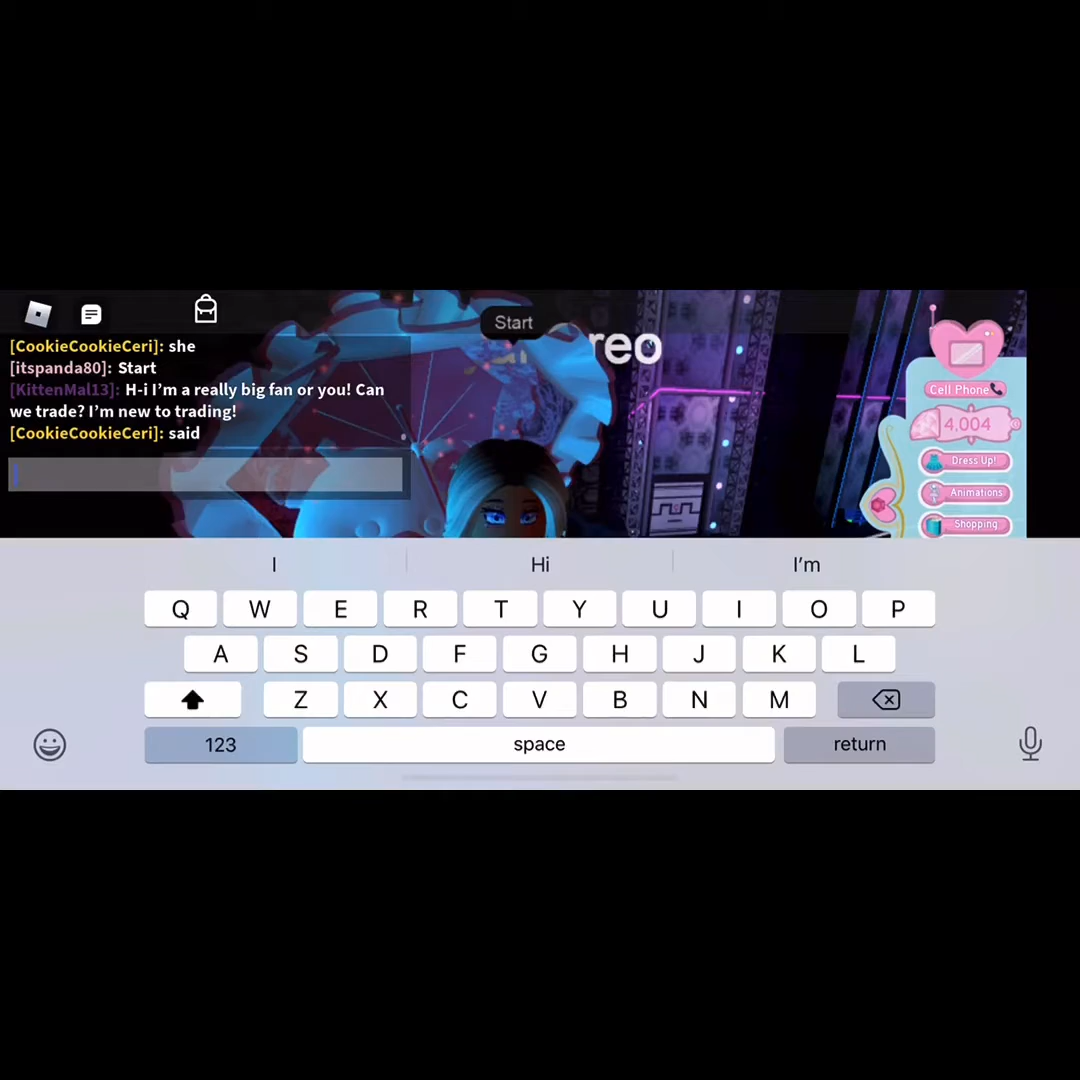 Start
reo
[CookieCookieCeri]: she
[itspanda80]: Start
[KittenMal13]: H-i I'm a really big fan or you! Can
we trade? I'm new to trading!
[CookieCookieCeri]: said
Cell Phone
4,004
Dress Up!
Animations
Shopping
I Hi I'm
Q W E R T Y U I O P
A S D F G H J K L
Z X C V B N M
123 space return